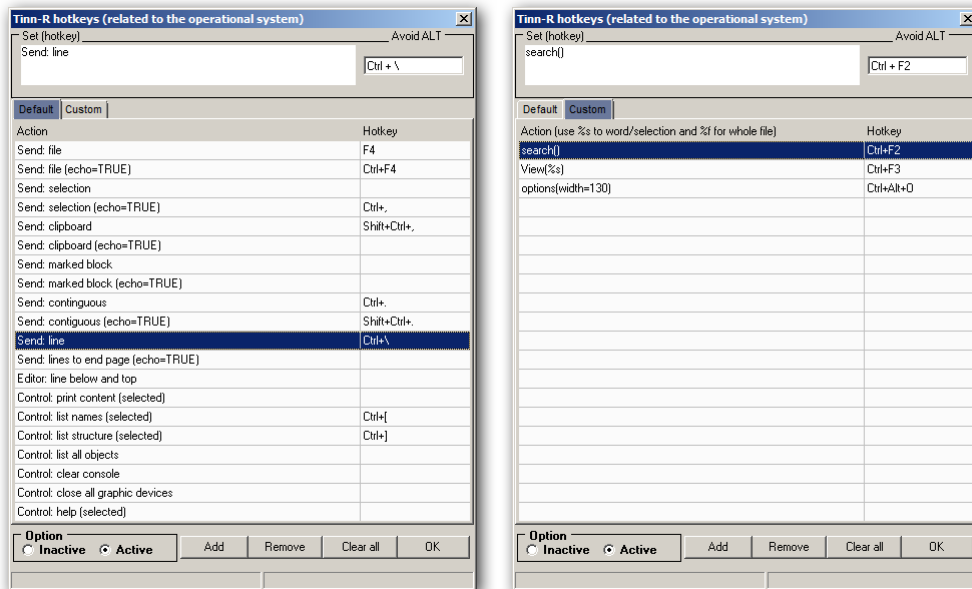 Tinn-R hotkeys (related to the operational system)
Set (hotkey) Avoid ALT
Send: line
Ctrl + \
Default Custom
Action Hotkey
Send: file F4
Send: file (echo=TRUE) Ctrl+F4
Send: selection
Send: selection (echo=TRUE) Ctrl+,
Send: clipboard Shift+Ctrl+,
Send: clipboard (echo=TRUE)
Send: marked block
Send: marked block (echo=TRUE)
Send: continguous Ctrl+.
Send: contiguous (echo=TRUE) Shift+Ctrl+.
Send: line Ctrl+\
Send: lines to end page (echo=TRUE)
Editor: line below and top
Control: print content (selected)
Control: list names (selected) Ctrl+[
Control: list structure (selected) Ctrl+]
Control: list all objects
Control: clear console
Control: close all graphic devices
Control: help (selected)
Option
Inactive Active Add Remove Clear all OK
Tinn-R hotkeys (related to the operational system)
Set (hotkey) Avoid ALT
search()
Ctrl + F2
Default Custom
Action (use %s to word/selection and %f for whole file) Hotkey
search() Ctrl+F2
View(%s) Ctrl+F3
options(width=130) Ctrl+Alt+O
Option
Inactive Active Add Remove Clear all OK